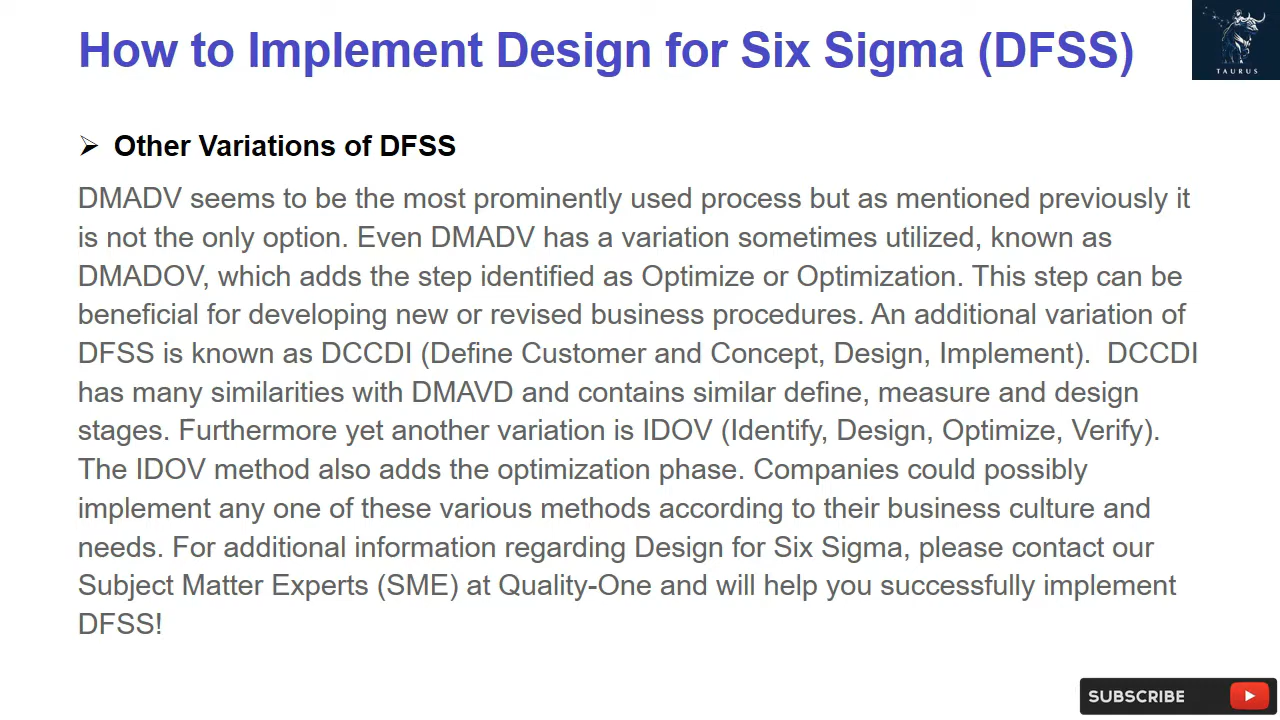 How to Implement Design for Six Sigma (DFSS)
TAURUS
Other Variations of DFSS
DMADV seems to be the most prominently used process but as mentioned previously it
is not the only option. Even DMADV has a variation sometimes utilized, known as
DMADOV, which adds the step identified as Optimize or Optimization. This step can be
beneficial for developing new or revised business procedures. An additional variation of
DFSS is known as DCCDI (Define Customer and Concept, Design, Implement).  DCCDI
has many similarities with DMAVD and contains similar define, measure and design
stages. Furthermore yet another variation is IDOV (Identify, Design, Optimize, Verify).
The IDOV method also adds the optimization phase. Companies could possibly
implement any one of these various methods according to their business culture and
needs. For additional information regarding Design for Six Sigma, please contact our
Subject Matter Experts (SME) at Quality-One and will help you successfully implement
DFSS!
SUBSCRIBE